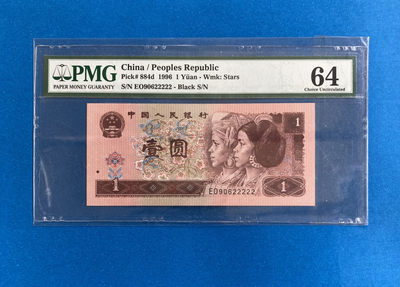 PMG
PAPER MONEY GUARANTY
China / Peoples Republic
Pick# 884d 1996 1 Yüan - Wmk: Stars
S/N EO90622222 - Black S/N
64
Choice Uncirculated
中国人民银行
1
壹圆
1
EO90622222
1